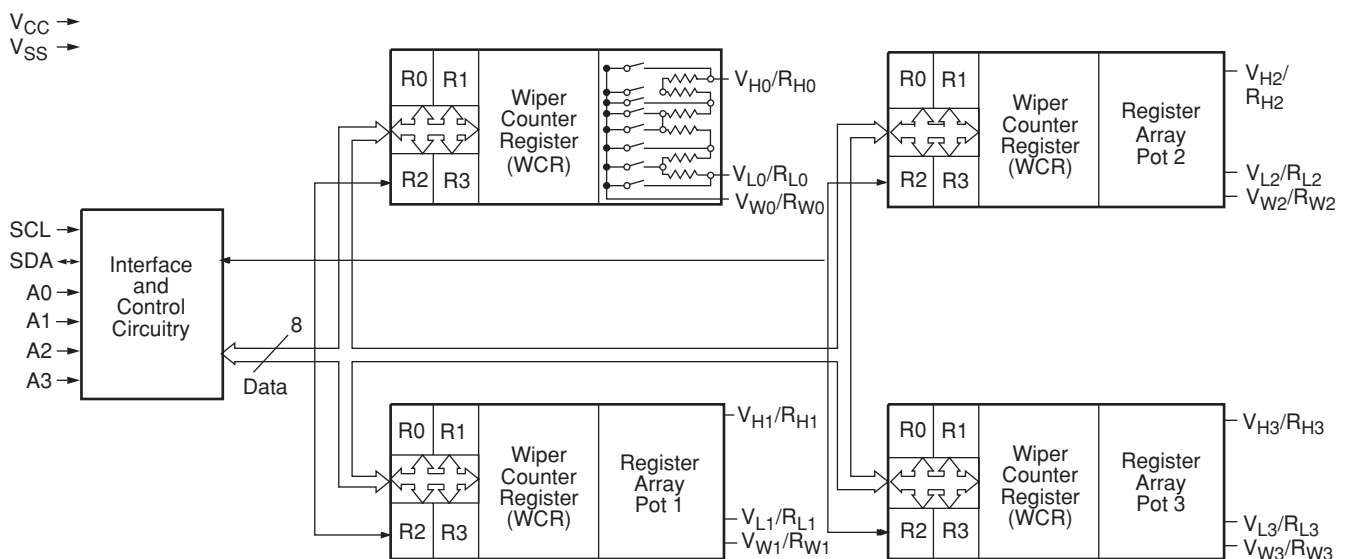 VCC
VSS
R0 R1
Wiper
Counter
Register
(WCR)
R2 R3
VH0/RH0
VL0/RL0
VW0/RW0
R0 R1
Wiper
Counter
Register
(WCR)
R2 R3
Register
Array
Pot 2
VH2/
RH2
VL2/RL2
VW2/RW2
SCL
SDA
A0
A1
A2
A3
Interface
and
Control
Circuitry
8
Data
R0 R1
Wiper
Counter
Register
(WCR)
R2 R3
Register
Array
Pot 1
VH1/RH1
VL1/RL1
VW1/RW1
R0 R1
Wiper
Counter
Register
(WCR)
R2 R3
Register
Array
Pot 3
VH3/RH3
VL3/RL3
VW3/RW3